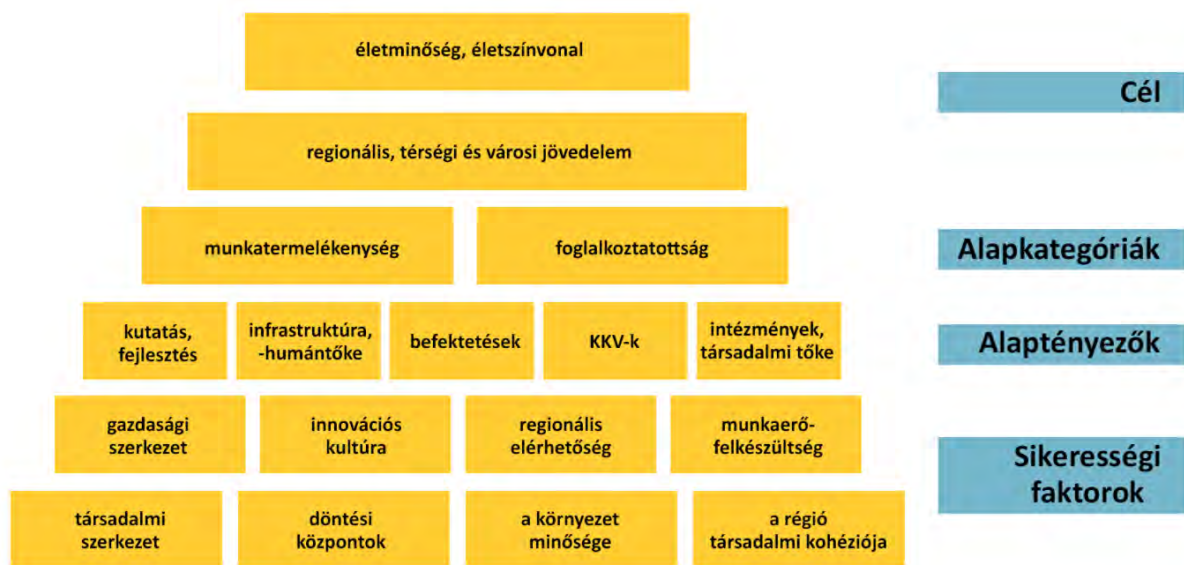 életminőség, életszínvonal
Cél
regionális, térségi és városi jövedelem
munkatermelékenység
foglalkoztatottság
Alapkategóriák
kutatás,
fejlesztés
infrastruktúra,
-humántőke
befektetések
KKV-k
intézmények,
társadalmi tőke
Alaptényezők
gazdasági
szerkezet
innovációs
kultúra
regionális
elérhetőség
munkaerő-
felkészültség
Sikerességi
faktorok
társadalmi
szerkezet
döntési
központok
a környezet
minősége
a régió
társadalmi kohéziója